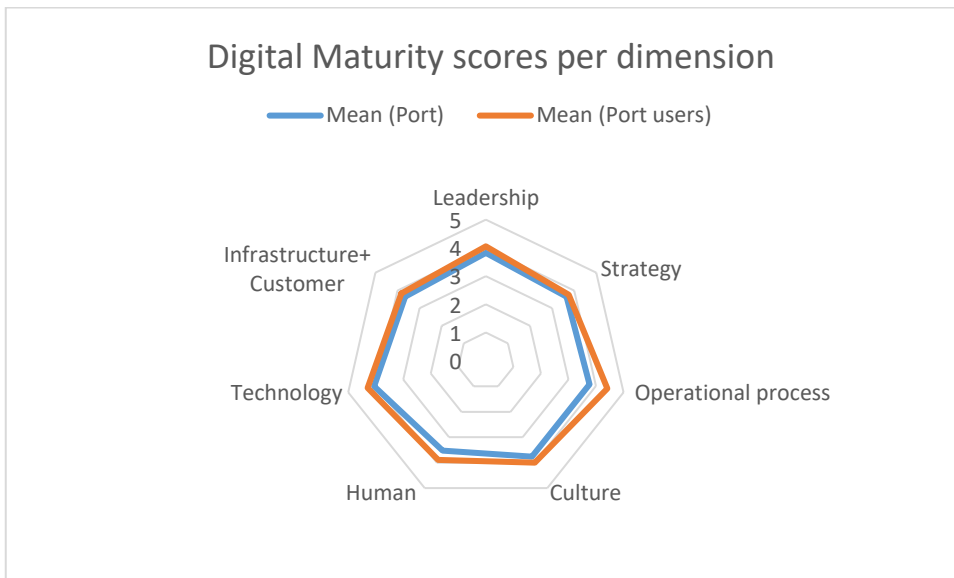 Digital Maturity scores per dimension
Mean (Port) Mean (Port users)
Leadership
5
4
3
2
1
0
Strategy
Operational process
Culture
Human
Technology
Infrastructure+
Customer